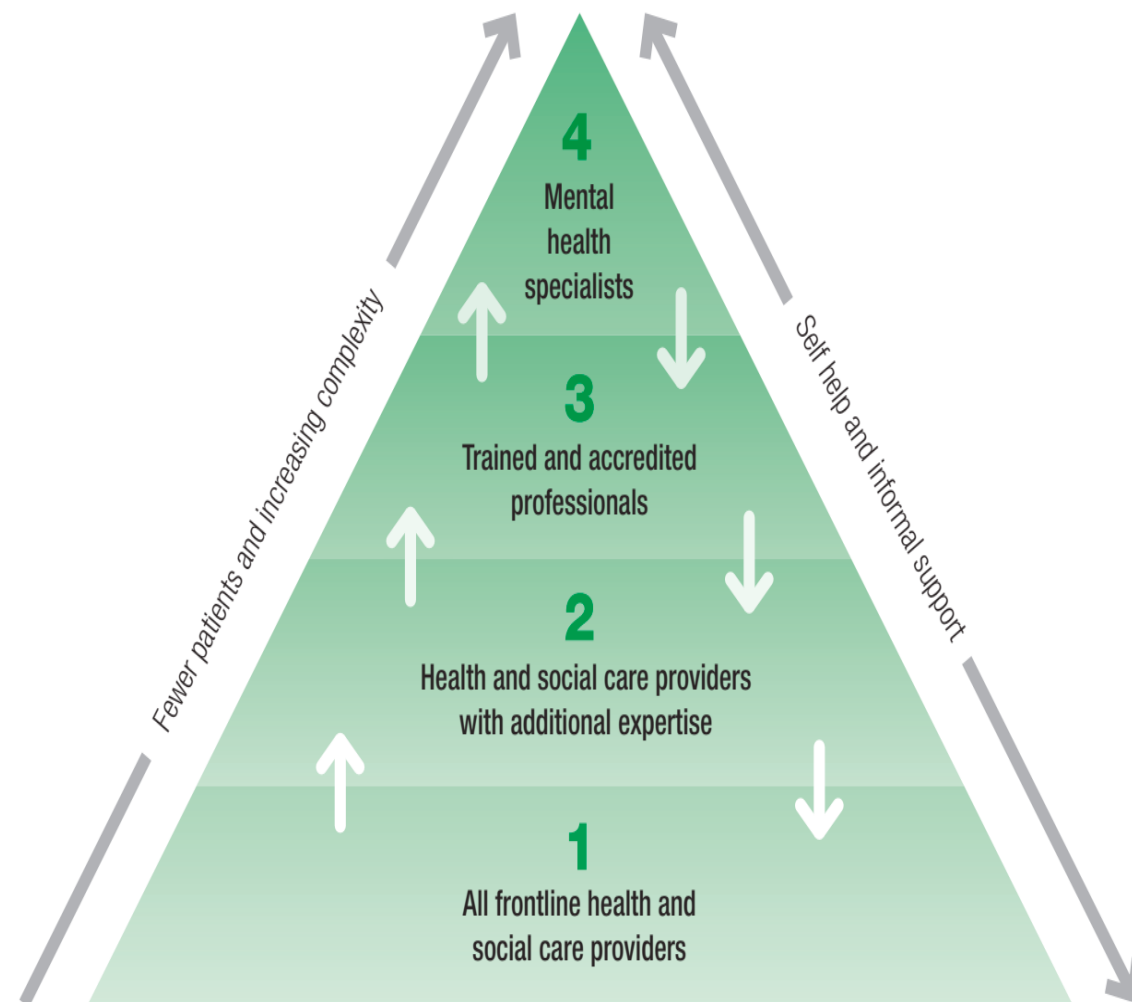 4
Mental
health
specialists
3
Trained and accredited
professionals
2
Health and social care providers
with additional expertise
1
All frontline health and
social care providers
Fewer patients and increasing complexity
Self help and informal support